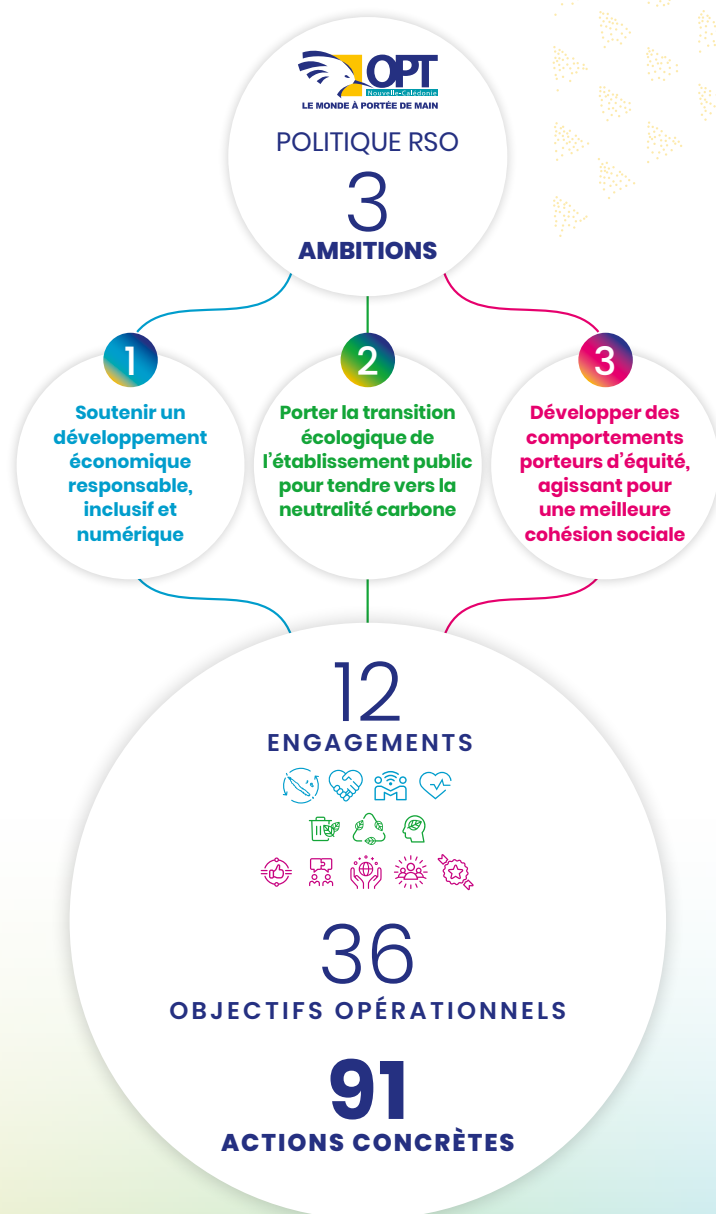 OPT
Nouvelle-Calédonie
LE MONDE À PORTÉE DE MAIN
POLITIQUE RSO
3
AMBITIONS
1
Soutenir un
développement
économique
responsable,
inclusif et
numérique
2
Porter la transition
écologique de
l'établissement public
pour tendre vers la
neutralité carbone
3
Développer des
comportements
porteurs d'équité,
agissant pour
une meilleure
cohésion sociale
12
ENGAGEMENTS
36
OBJECTIFS OPÉRATIONNELS
91
ACTIONS CONCRÈTES